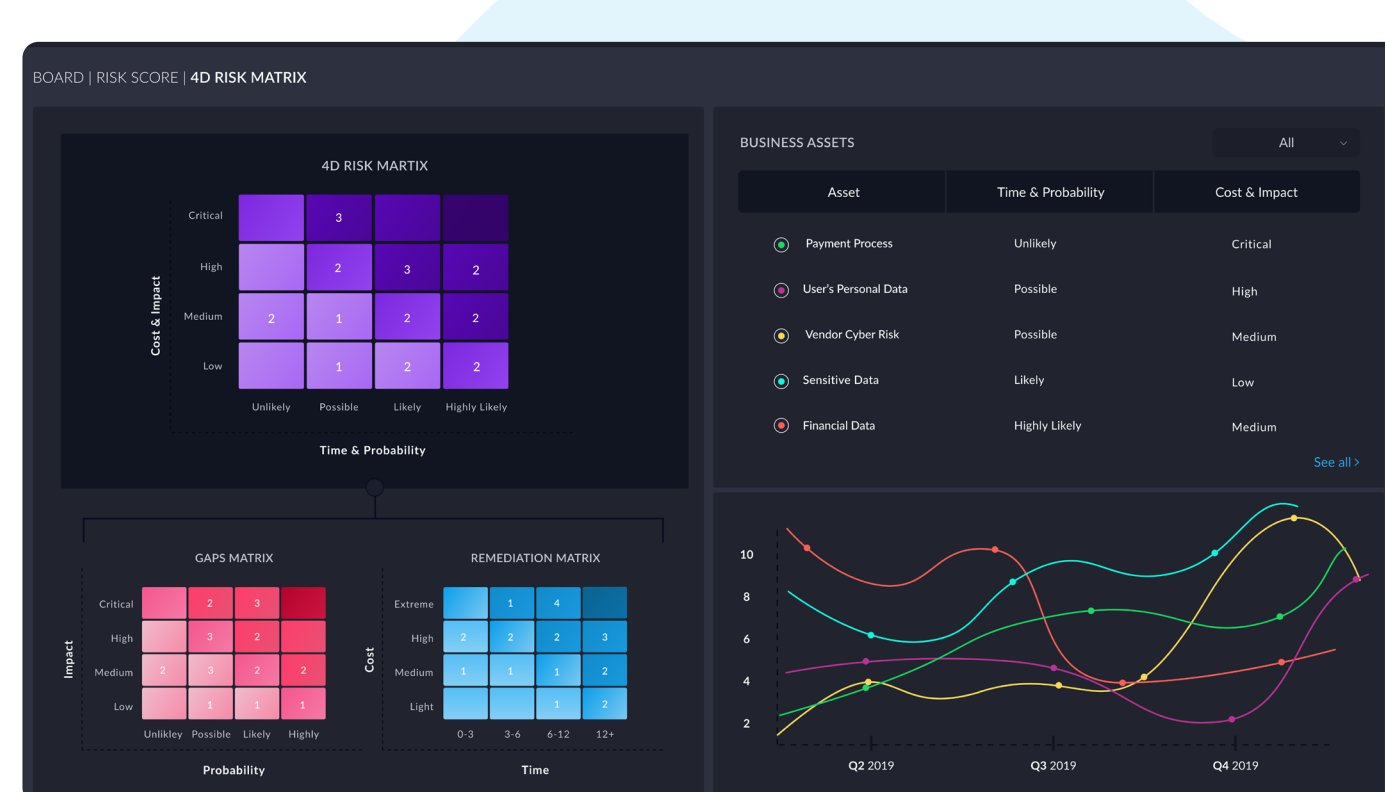 BOARD | RISK SCORE | 4D RISK MATRIX
4D RISK MARTIX
Cost & Impact
Critical 3
High 2 3 2
Medium 2 1 2 2
Low 1 2 2
Unlikely Possible Likely Highly Likely
Time & Probability
GAPS MATRIX
Impact
Critical 2 3
High 3 2
Medium 2 3 2 2
Low 1 1 1
Unlikley Possible Likely Highly
Probability
REMEDIATION MATRIX
Cost
Extreme 1 4
High 2 2 2 3
Medium 1 1 1 2
Light 1 2
0-3 3-6 6-12 12+
Time
BUSINESS ASSETS
All
Asset Time & Probability Cost & Impact
Payment Process Unlikely Critical
User's Personal Data Possible High
Vendor Cyber Risk Possible Medium
Sensitive Data Likely Low
Financial Data Highly Likely Medium
See all >
10
8
6
4
2
Q2 2019 Q3 2019 Q4 2019